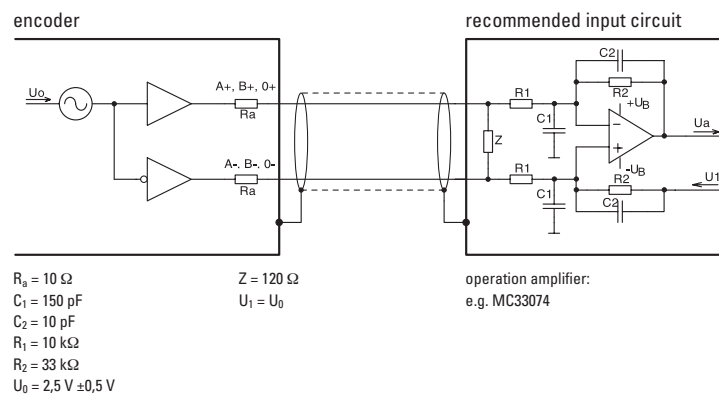 encoder
recommended input circuit
Uo
A+, B+, 0+
Ra
A-, B-, 0-
Ra
Z
R1
C1
R1
C1
C2
R2
+UB
-
+
-UB
R2
C2
Ua
U1
Ra = 10 Ω
C1 = 150 pF
C2 = 10 pF
R1 = 10 kΩ
R2 = 33 kΩ
U0 = 2,5 V ±0,5 V
Z = 120 Ω
U1 = U0
operation amplifier:
e.g. MC33074